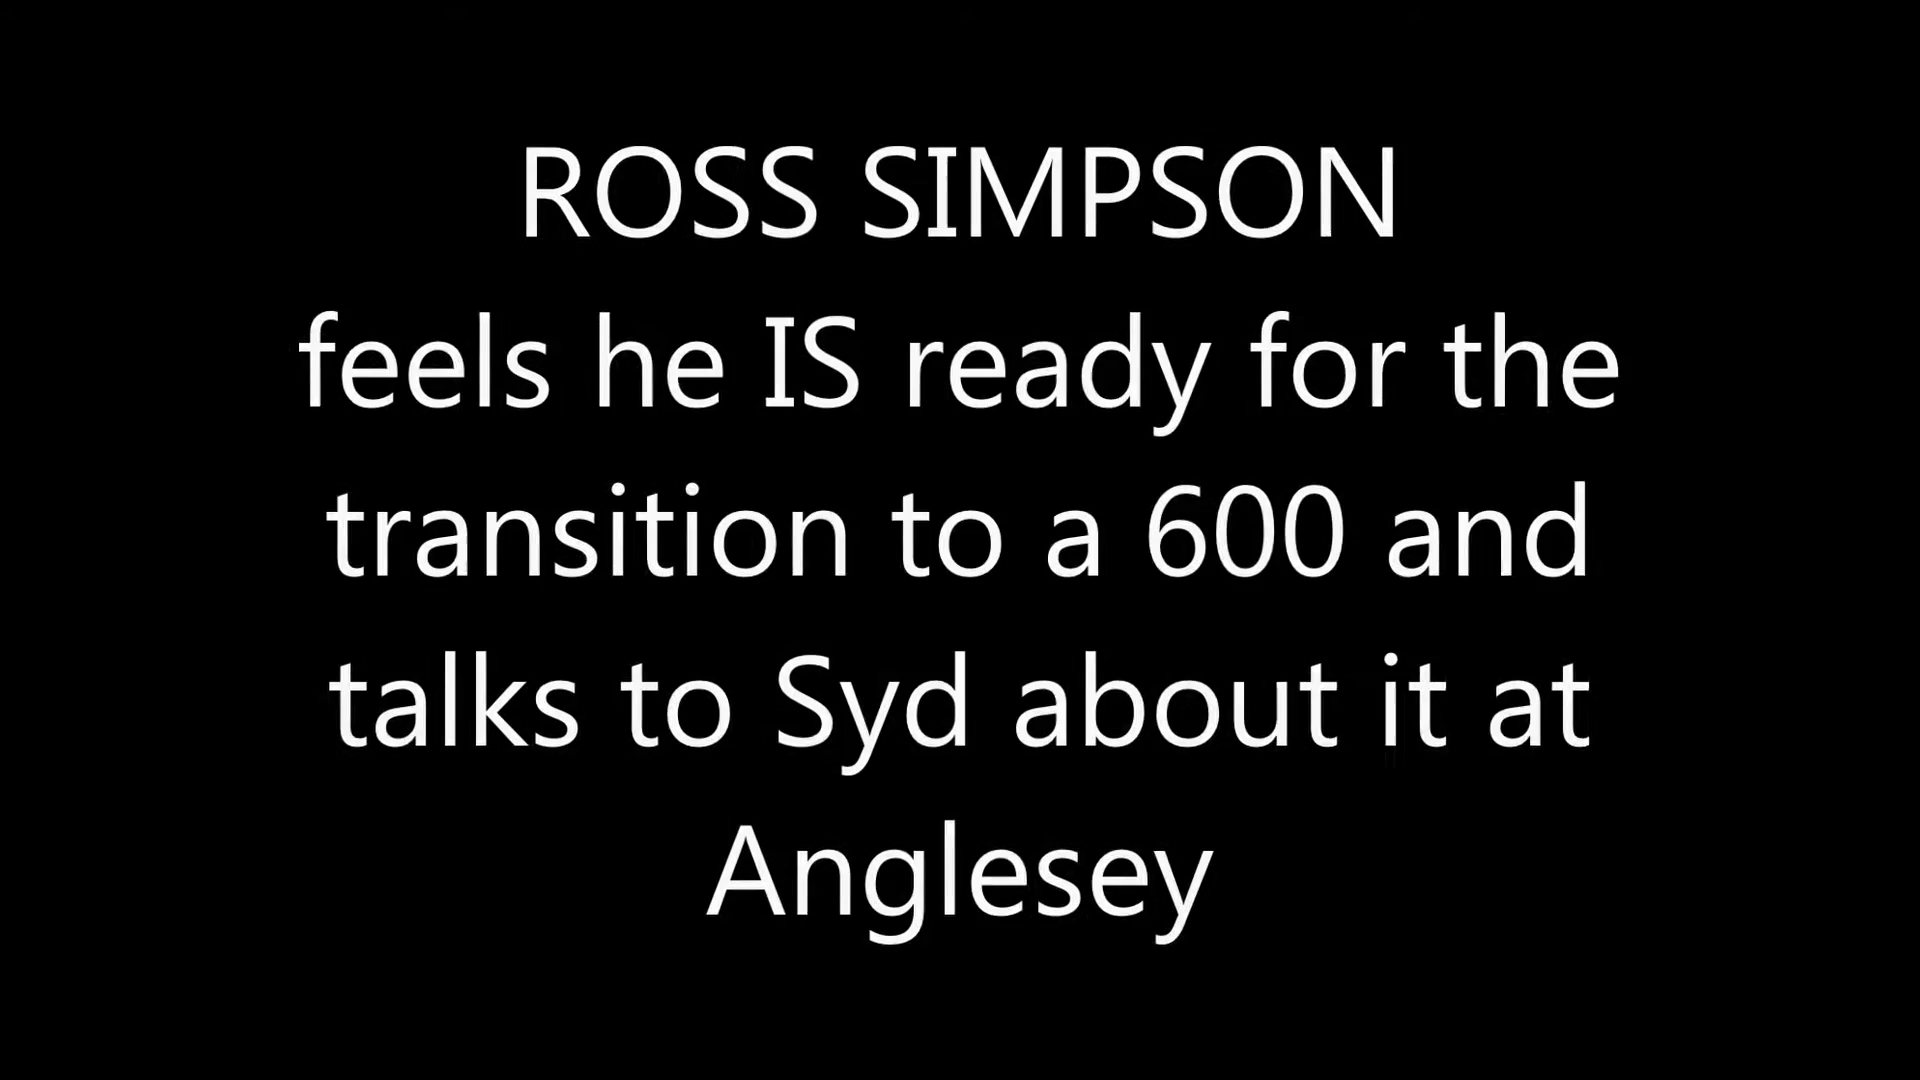 ROSS SIMPSON
feels he IS ready for the
transition to a 600 and
talks to Syd about it at
Anglesey